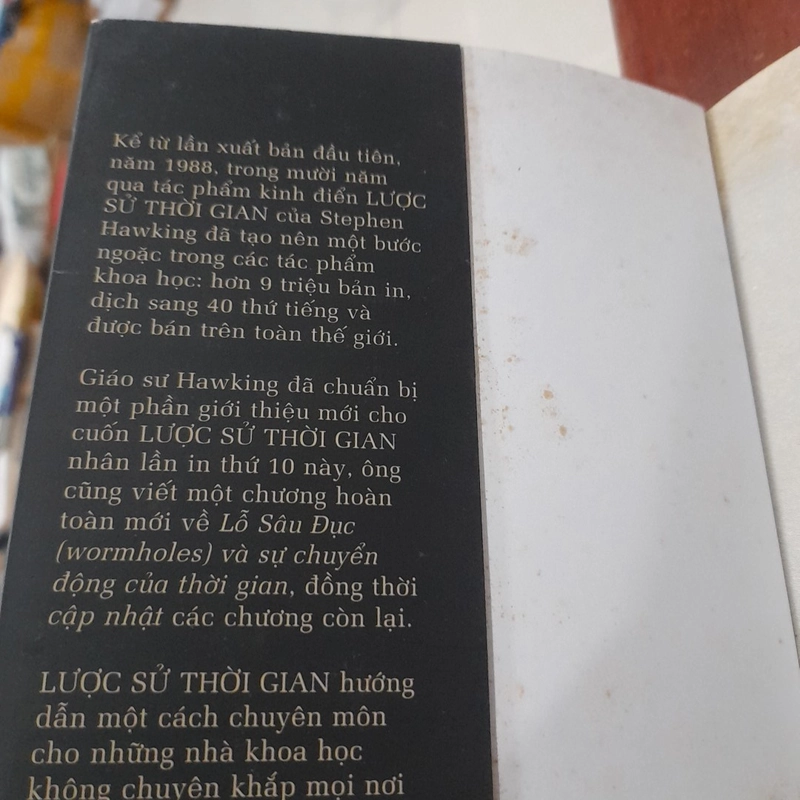 Kể từ lần xuất bản đầu tiên,
năm 1988, trong mười năm
qua tác phẩm kinh điển LƯỢC
SỬ THỜI GIAN của Stephen
Hawking đã tạo nên một bước
ngoặc trong các tác phẩm
khoa học: hơn 9 triệu bản in,
dịch sang 40 thứ tiếng và
được bán trên toàn thế giới.
Giáo sư Hawking đã chuẩn bị
một phần giới thiệu mới cho
cuốn LƯỢC SỬ THỜI GIAN
nhân lần in thứ 10 này, ông
cũng viết một chương hoàn
toàn mới về Lỗ Sâu Đục
(wormholes) và sự chuyển
động của thời gian, đồng thời
cập nhật các chương còn lại.
LƯỢC SỬ THỜI GIAN hướng
dẫn một cách chuyên môn
cho những nhà khoa học
không chuyên khắp mọi nơi